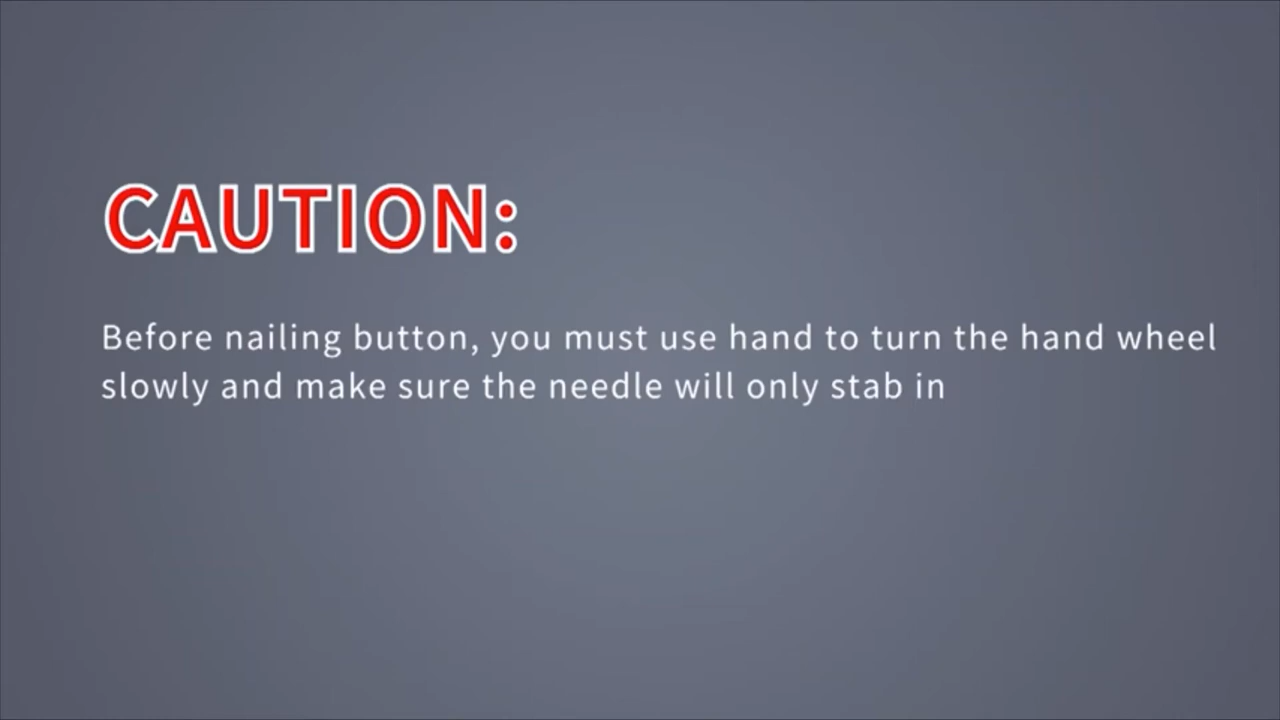 CAUTION:
Before nailing button, you must use hand to turn the hand wheel
slowly and make sure the needle will only stab in